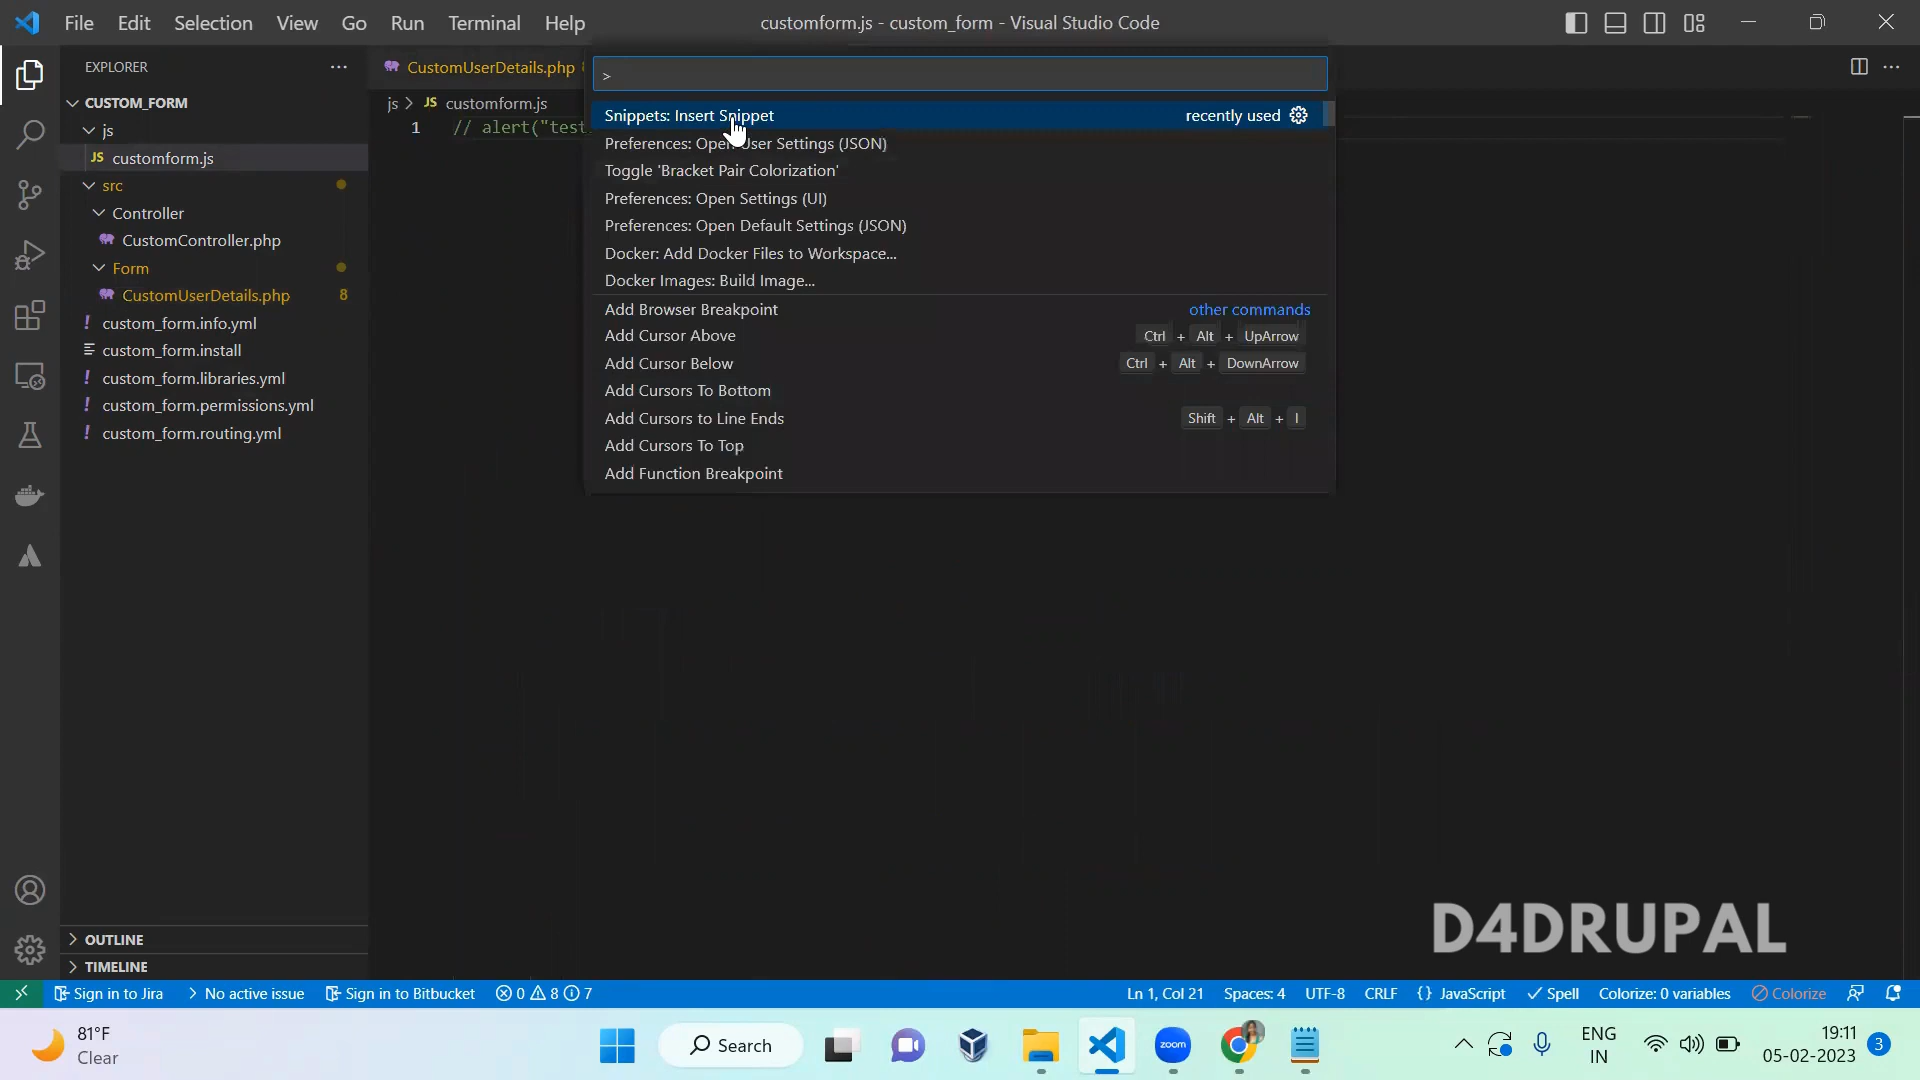 File Edit Selection View Go Run Terminal Help
customform.js - custom_form - Visual Studio Code
EXPLORER
CUSTOM_FORM
js
JS customform.js
src
Controller
CustomController.php
Form
CustomUserDetails.php 8
! custom_form.info.yml
custom_form.install
! custom_form.libraries.yml
! custom_form.permissions.yml
! custom_form.routing.yml
OUTLINE
TIMELINE
CustomUserDetails.php
js > JS customform.js
1 // alert("test
>
Snippets: Insert Snippet recently used
Preferences: Open User Settings (JSON)
Toggle 'Bracket Pair Colorization'
Preferences: Open Settings (UI)
Preferences: Open Default Settings (JSON)
Docker: Add Docker Files to Workspace...
Docker Images: Build Image...
Add Browser Breakpoint other commands
Add Cursor Above Ctrl + Alt + UpArrow
Add Cursor Below Ctrl + Alt + DownArrow
Add Cursors To Bottom
Add Cursors to Line Ends Shift + Alt + I
Add Cursors To Top
Add Function Breakpoint
D4DRUPAL
Sign in to Jira No active issue Sign in to Bitbucket 0 8 7
Ln 1, Col 21 Spaces: 4 UTF-8 CRLF {} JavaScript Spell Colorize: 0 variables Colorize
81°F
Clear
Search
zoom
ENG
IN
19:11
05-02-2023
3